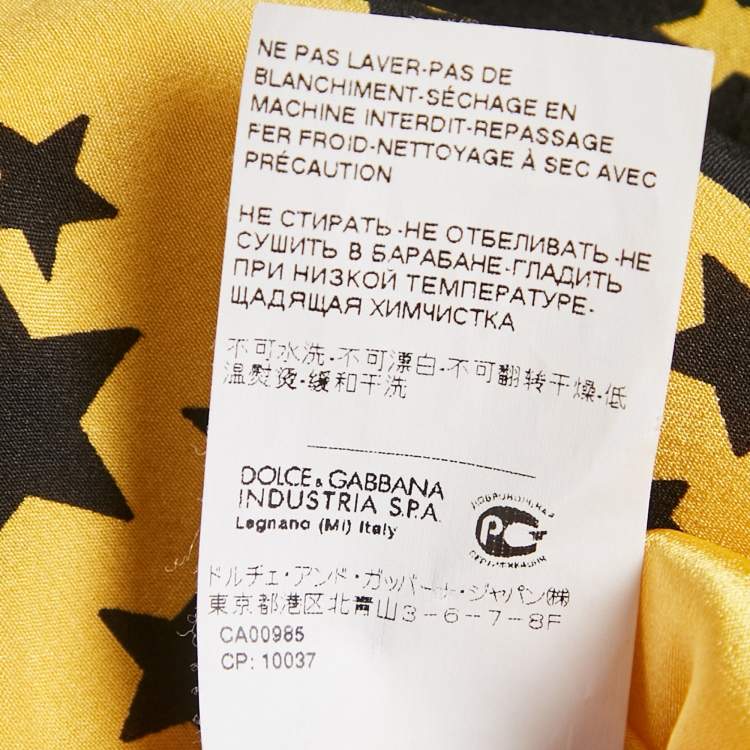 NE PAS LAVER-PAS DE
BLANCHIMENT-SÉCHAGE EN
MACHINE INTERDIT-REPASSAGE
FER FROID-NETTOYAGE À SEC AVEC
PRÉCAUTION
НЕ СТИРАТЬ-НЕ ОТБЕЛИВАТЬ-НЕ
СУШИТЬ В БАРАБАНЕ-ГЛАДИТЬ
ПРИ НИЗКОЙ ТЕМПЕРАТУРЕ-
ЩАДЯЩАЯ ХИМЧИСТКА
不可水洗-不可漂白-不可翻转干燥-低
温熨烫-缓和干洗
DOLCE & GABBANA
INDUSTRIA S.P.A.
Legnano (MI) Italy
ДОБРОВОЛЬНАЯ
РС
СЕРТИФИКАЦИЯ
ドルチェ・アンド・ガッバーナ・ジャパン㈱
東京都港区北青山3-6-7-8F
CA00985
CP: 10037